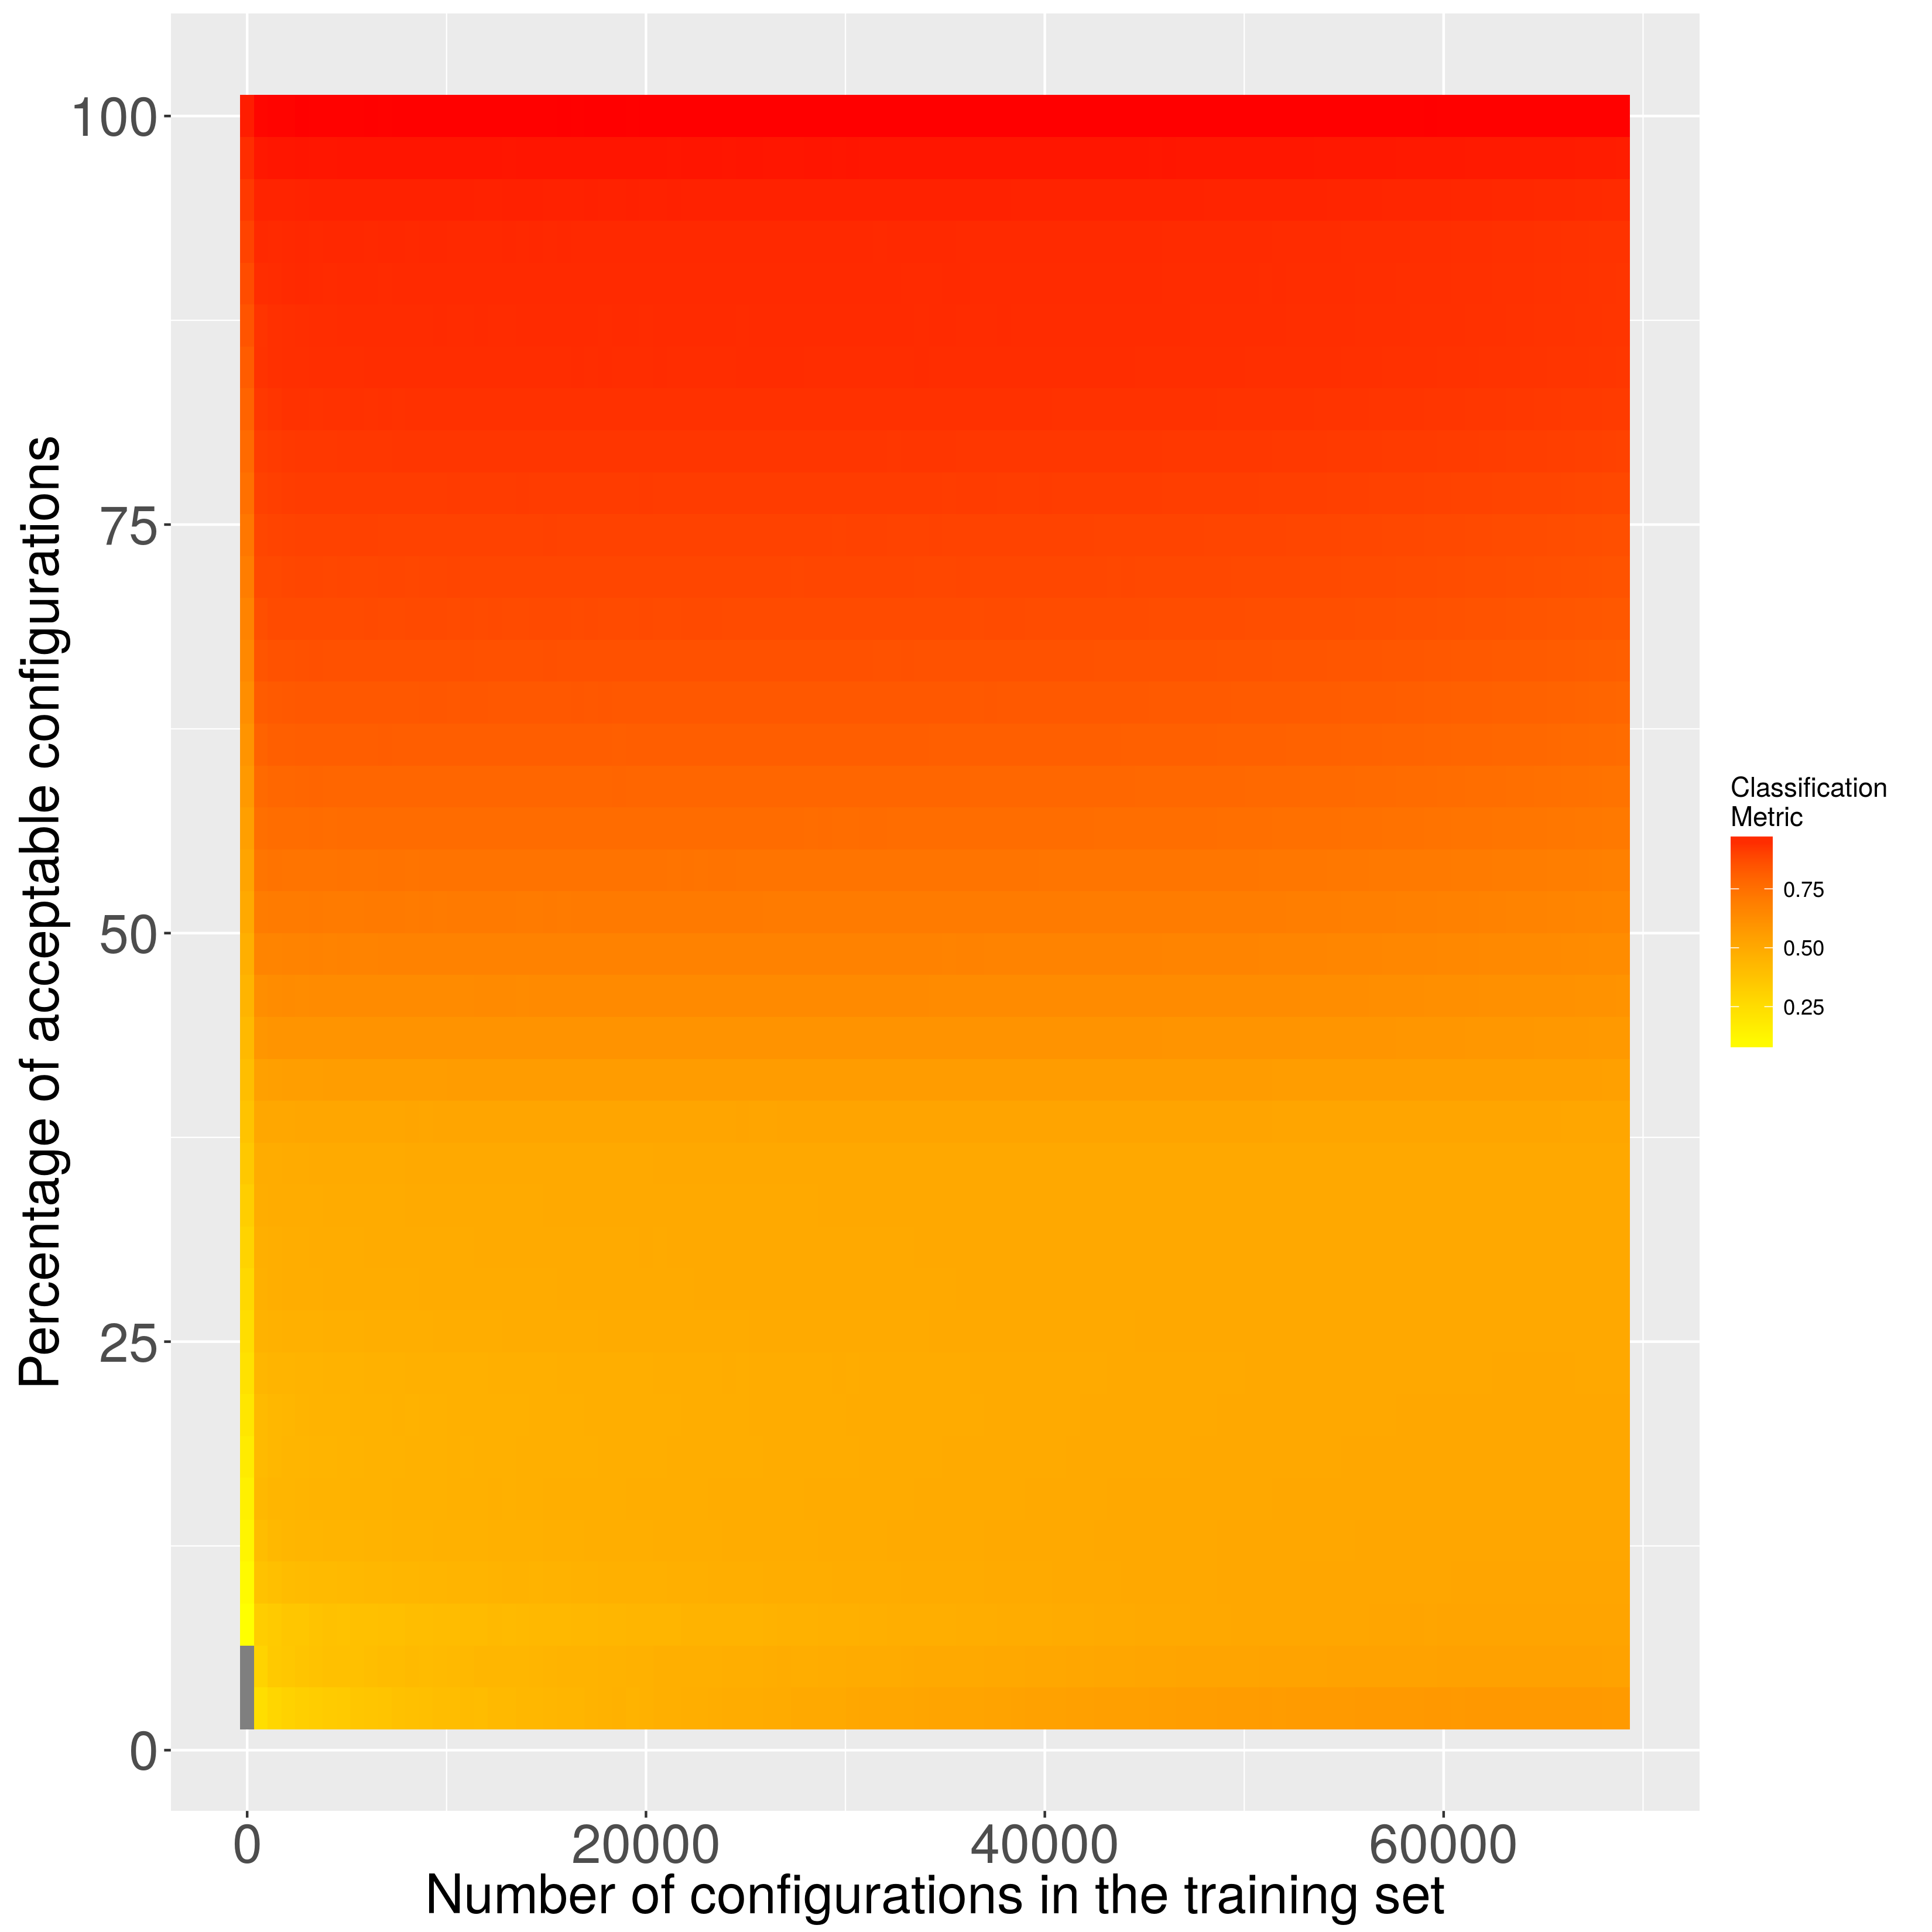 100
75
50
25
0
Percentage of acceptable configurations
0 20000 40000 60000
Number of configurations in the training set
Classification
Metric
0.75
0.50
0.25